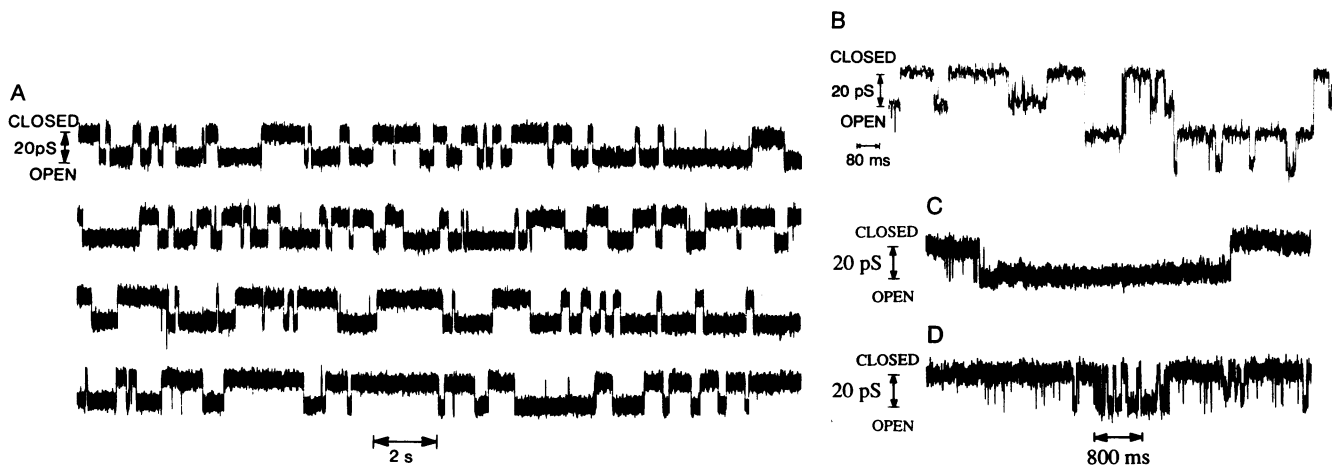 A
CLOSED
20pS
OPEN
2 s
B
CLOSED
20 pS
OPEN
80 ms
C
CLOSED
20 pS
OPEN
D
CLOSED
20 pS
OPEN
800 ms